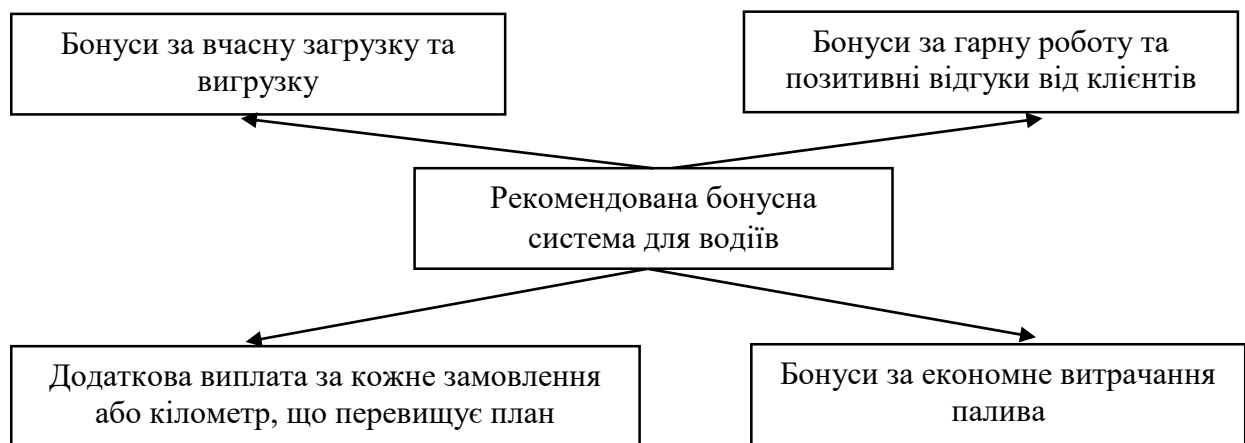 Бонуси за вчасну загрузку та
вигрузку
Бонуси за гарну роботу та
позитивні відгуки від клієнтів
Рекомендована бонусна
система для водіїв
Додаткова виплата за кожне замовлення
або кілометр, що перевищує план
Бонуси за економне витрачання
палива